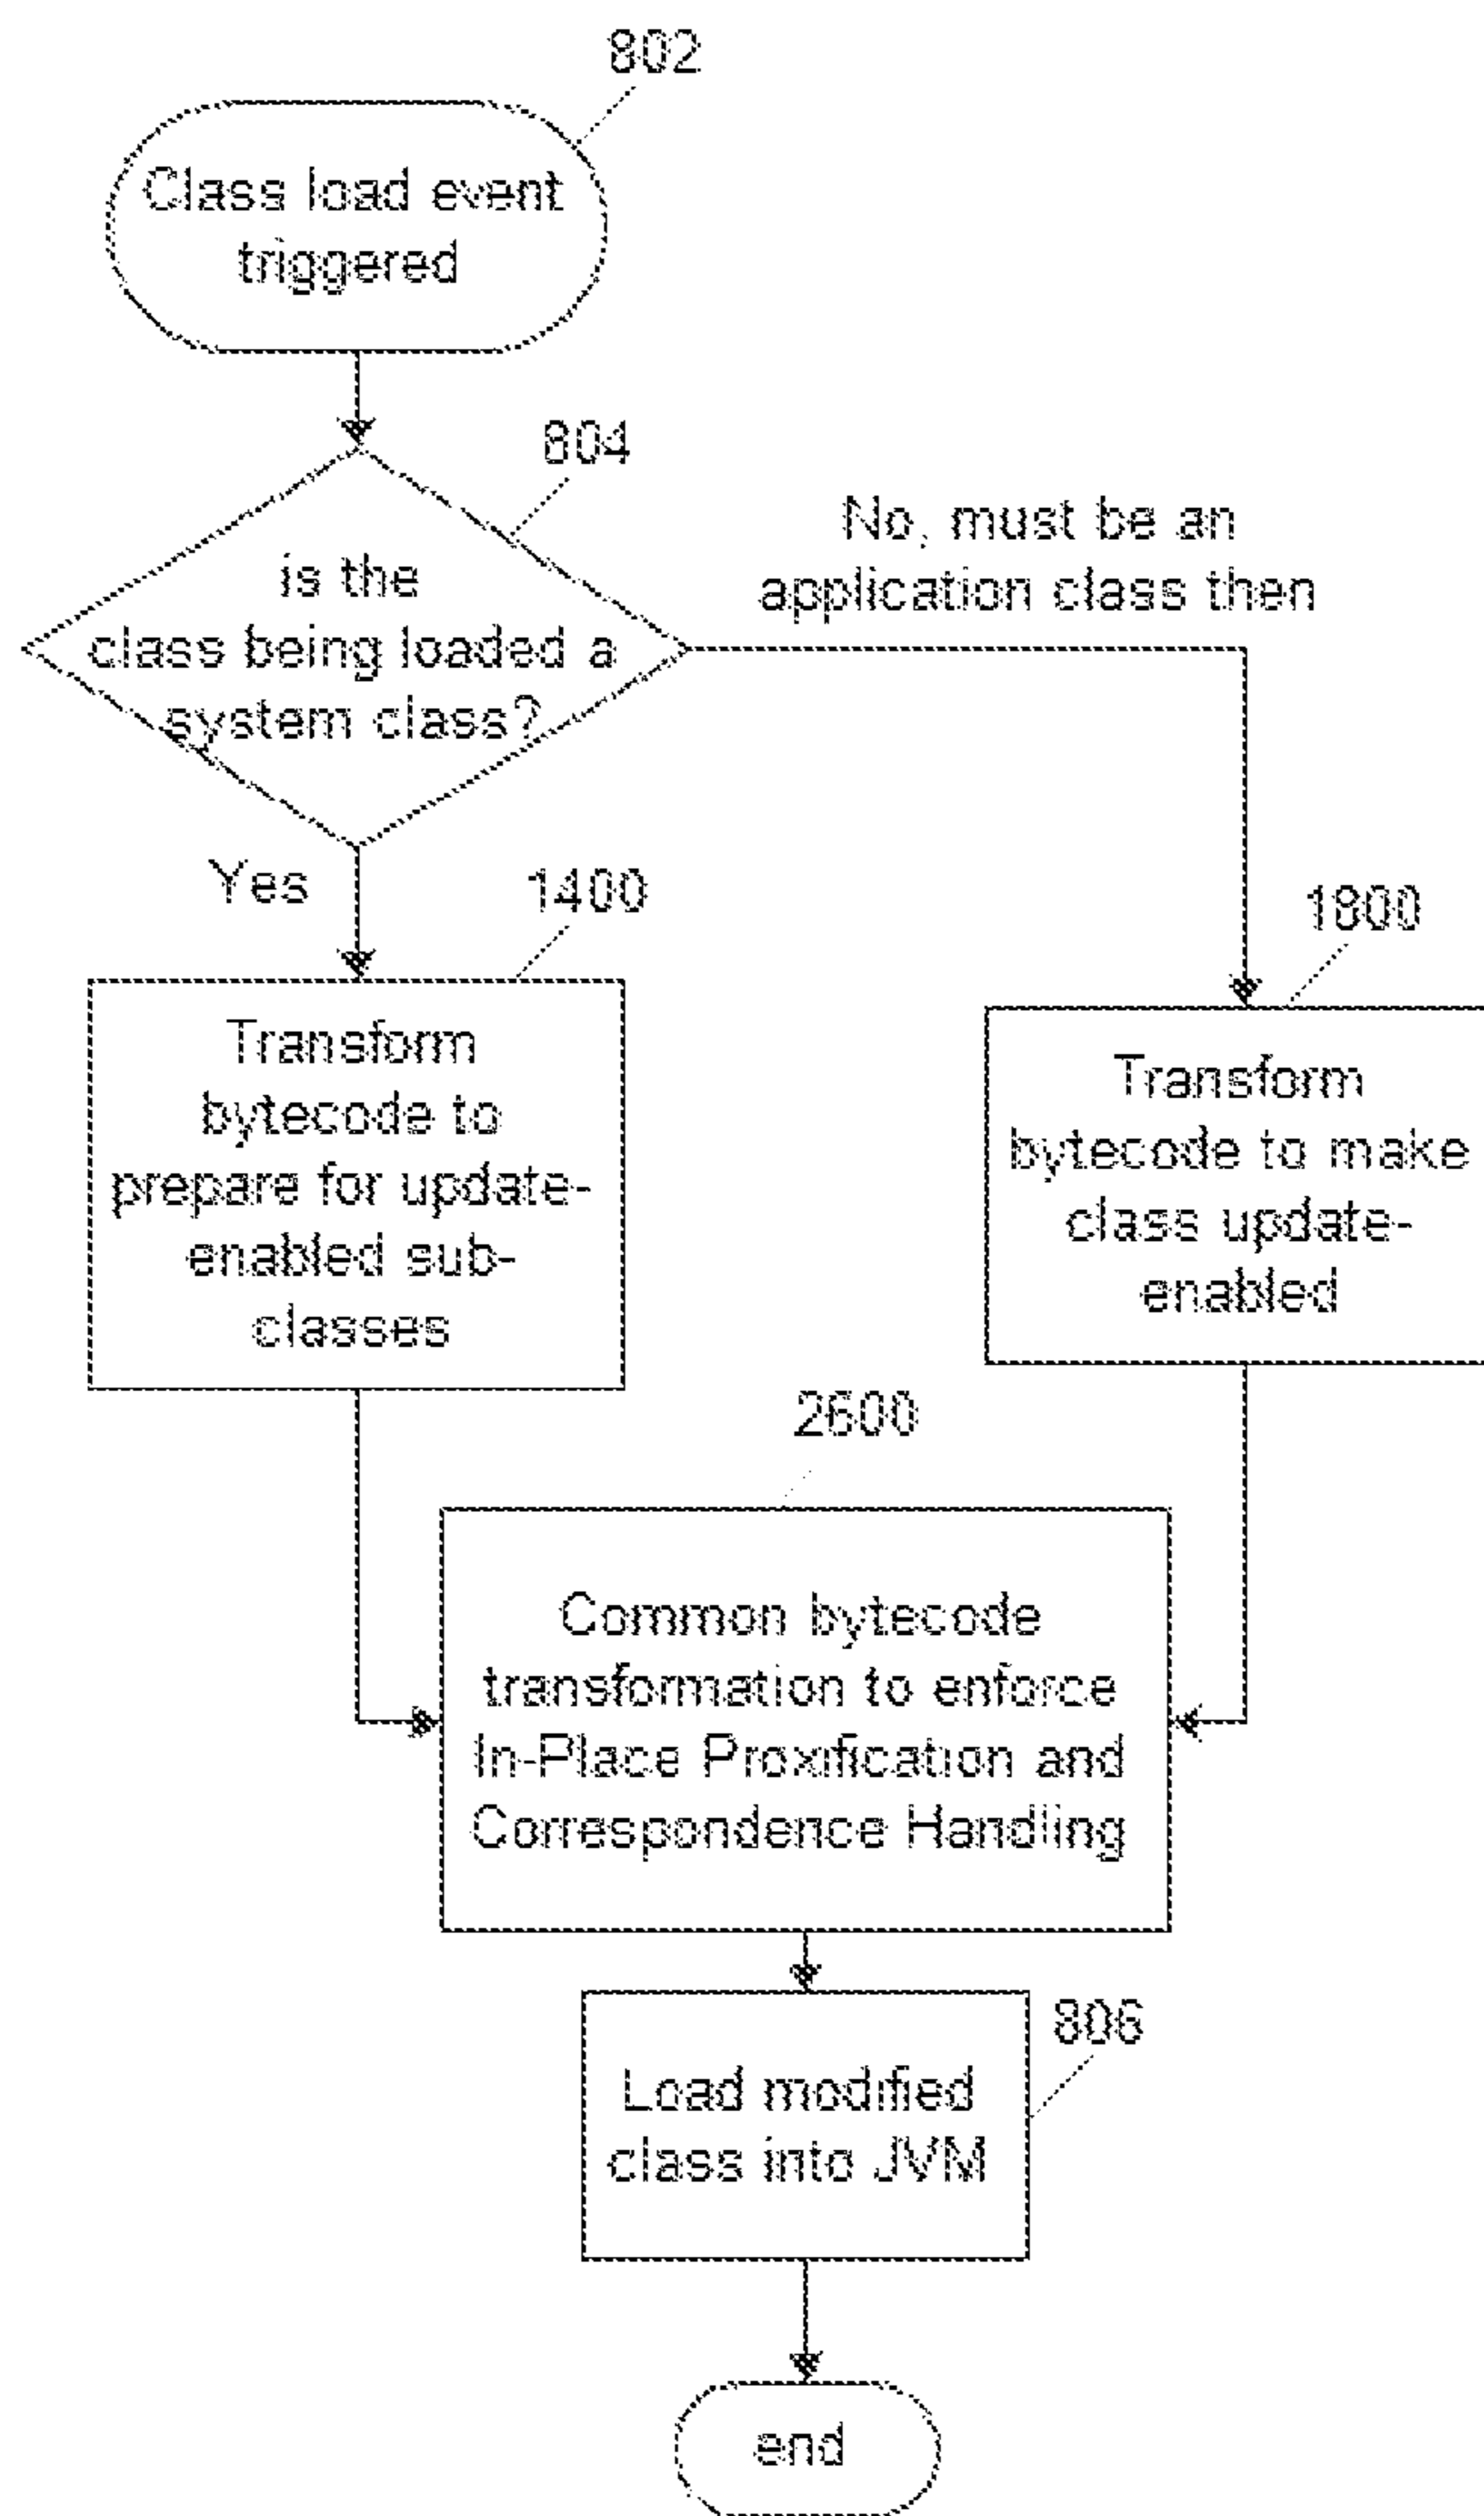 802
Class load event
triggered
804
is the
class being loaded a
system class?
No, must be an
application class then
Yes
1400
1800
Transform
bytecode to
prepare for update-
enabled sub-
classes
Transform
bytecode to make
class update-
enabled
2600
Common bytecode
transformation to enforce
In-Place Proxification and
Correspondence Handling
806
Load modified
class into JVM
end